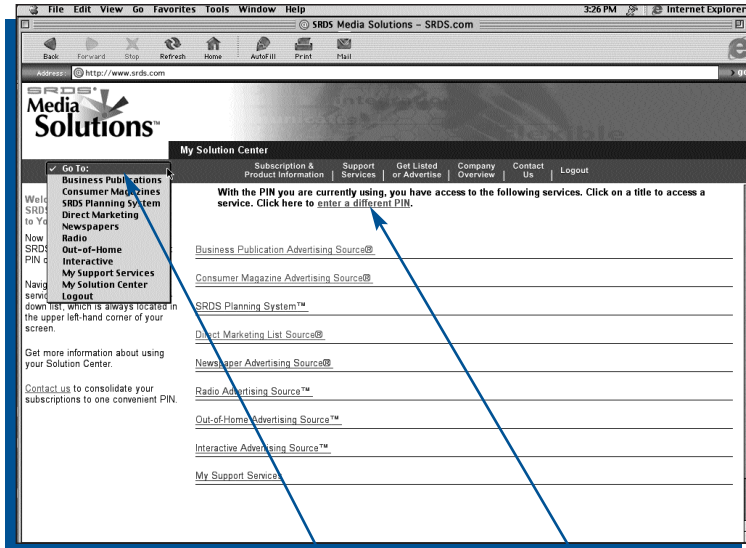 File Edit View Go Favorites Tools Window Help 3:26 PM Internet Explorer
SRDS Media Solutions – SRDS.com
Back Forward Stop Refresh Home AutoFill Print Mail
Address: http://www.srds.com
SRDS
Media
Solutions™
My Solution Center
Subscription & Product Information | Support Services | Get Listed or Advertise | Company Overview | Contact Us | Logout
✓ Go To:
Business Publications
Consumer Magazines
SRDS Planning System
Direct Marketing
Newspapers
Radio
Out-of-Home
Interactive
My Support Services
My Solution Center
Logout
Welc
SRDS
to Yo
Now
SRDS
PIN c
Navig
servic
down list, which is always located in
the upper left-hand corner of your
screen.
Get more information about using
your Solution Center.
Contact us to consolidate your
subscriptions to one convenient PIN.
With the PIN you are currently using, you have access to the following services. Click on a title to access a
service. Click here to enter a different PIN.
Business Publication Advertising Source®
Consumer Magazine Advertising Source®
SRDS Planning System™
Direct Marketing List Source®
Newspaper Advertising Source®
Radio Advertising Source™
Out-of-Home Advertising Source™
Interactive Advertising Source™
My Support Services